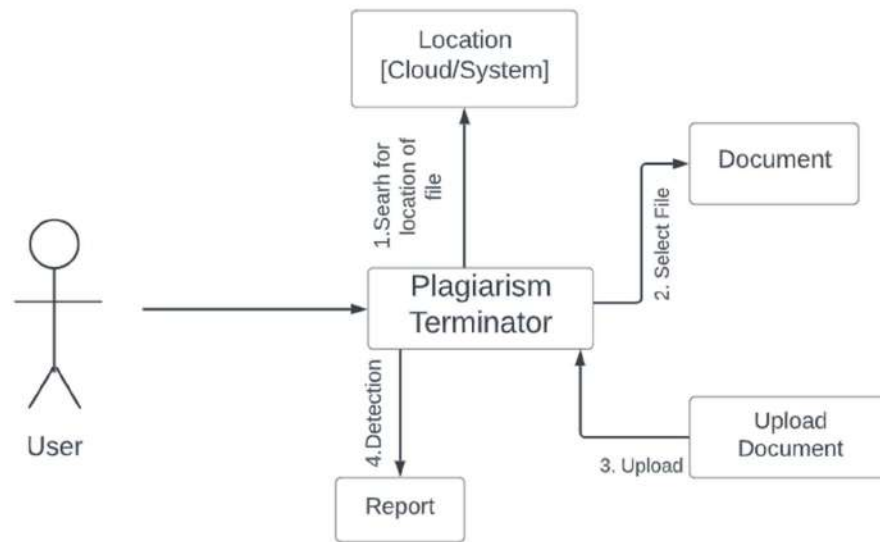 Location
[Cloud/System]
1.Searh for
location of
file
Document
2. Select File
Plagiarism
Terminator
User
4.Detection
Upload
Document
3. Upload
Report